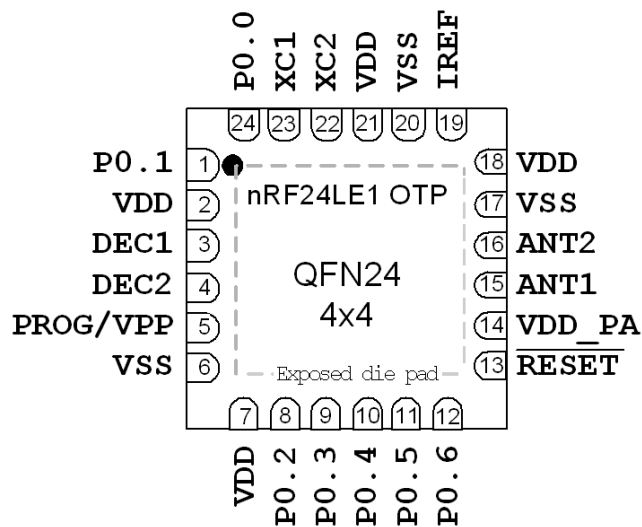 P0.0
XC1
XC2
VDD
VSS
IREF
24
23
22
21
20
19
P0.1 1
VDD 2
DEC1 3
DEC2 4
PROG/VPP 5
VSS 6
nRF24LE1 OTP
QFN24
4x4
Exposed die pad
18 VDD
17 VSS
16 ANT2
15 ANT1
14 VDD_PA
13 RESET
7
8
9
10
11
12
VDD
P0.2
P0.3
P0.4
P0.5
P0.6